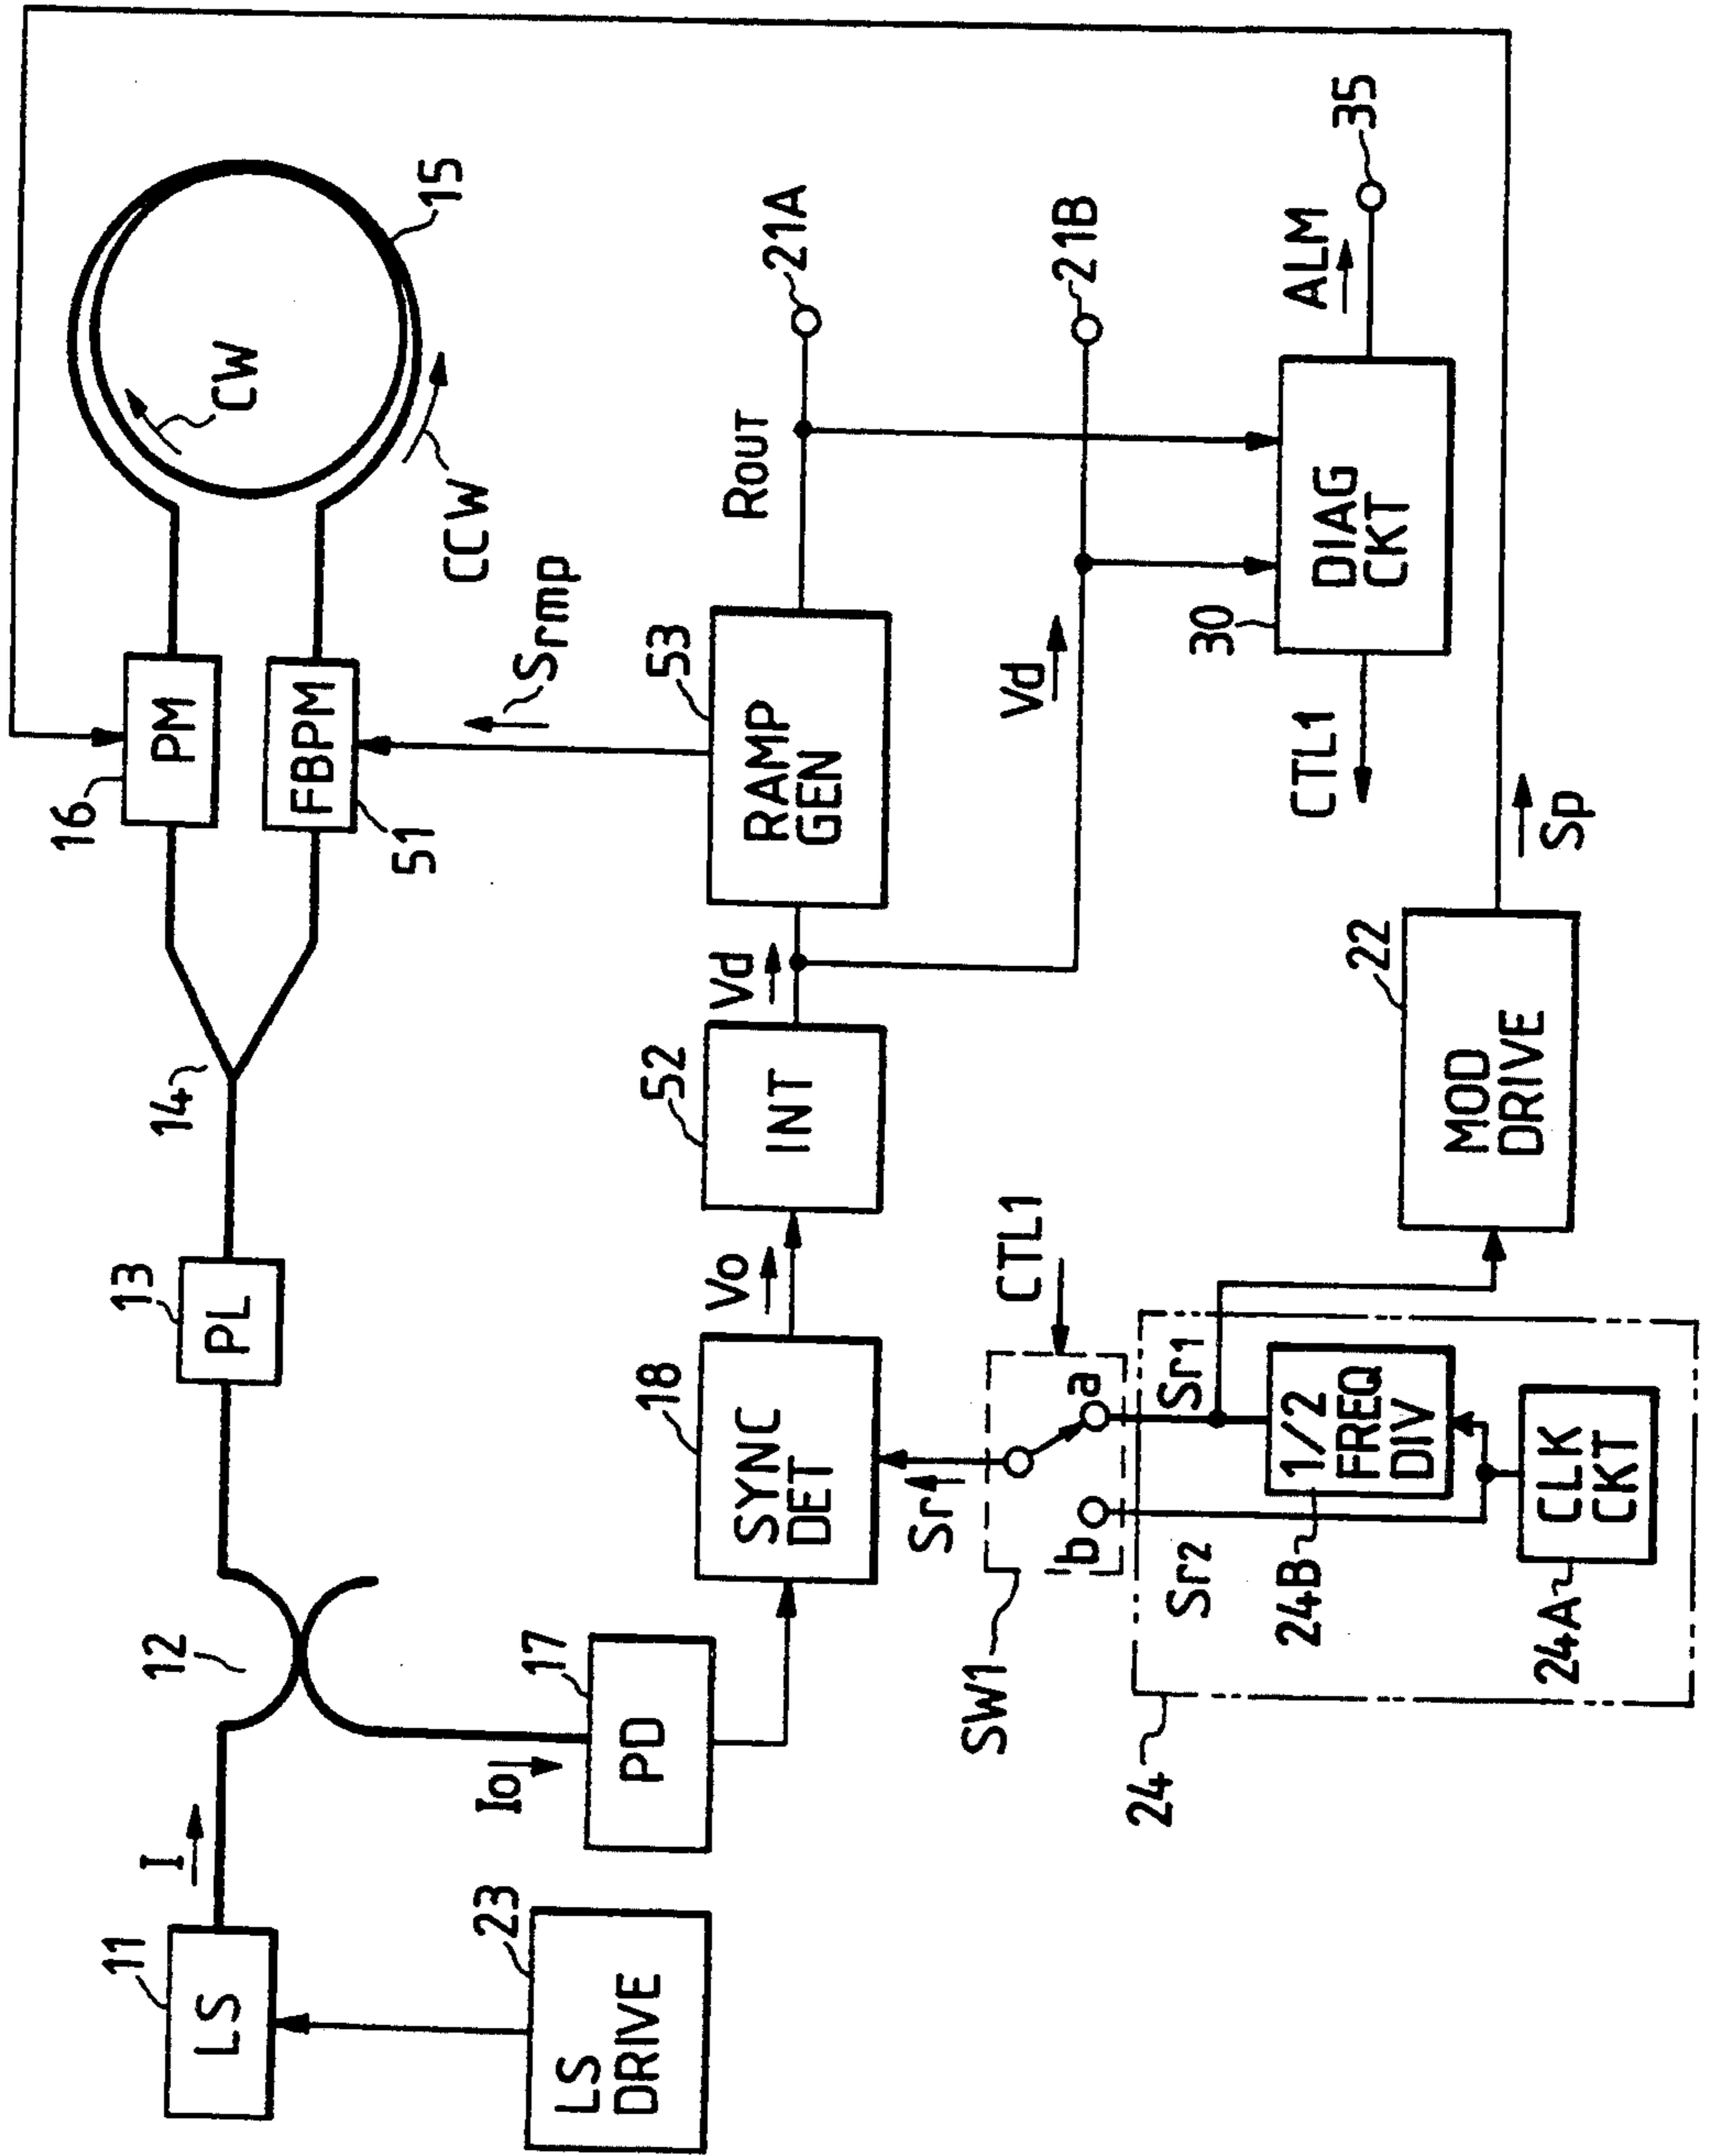 11
LS
I
12
13
PL
14
16
PM
FBPM
51
CW
15
CCW
Srmp
LS
DRIVE
23
Io
17
PD
18
SYNC
DET
Vo
52
INT
Vd
53
RAMP
GEN
ROUT
21A
Vd
21B
SW1
Sr
a
b
CTL1
Sr1
Sr2
24
24B
1/2
FREQ
DIV
24A
CLK
CKT
22
MOD
DRIVE
Sp
CTL1
30
DIAG
CKT
ALM
35